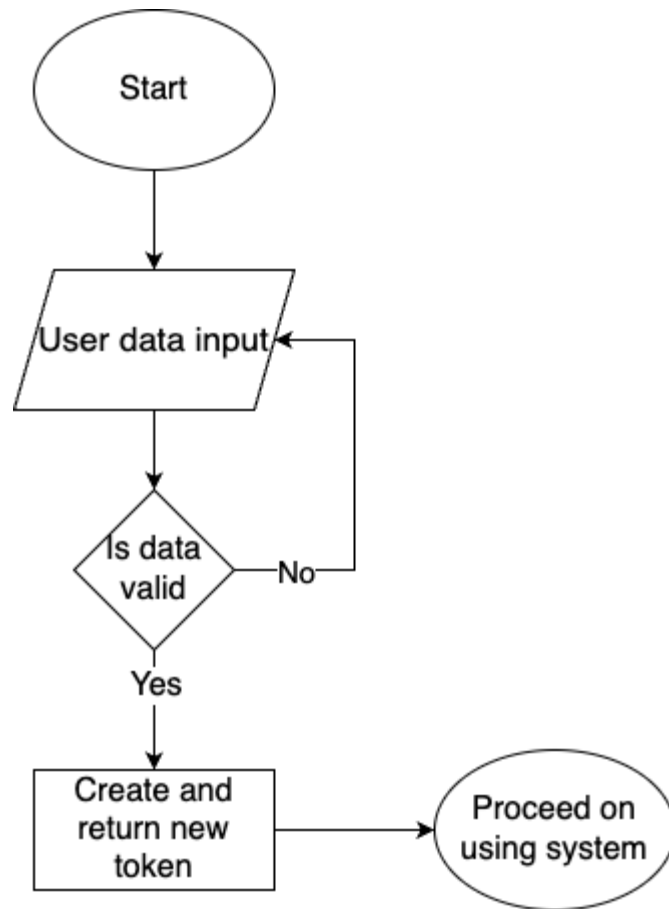 Start
User data input
Is data
valid
No
Yes
Create and
return new
token
Proceed on
using system